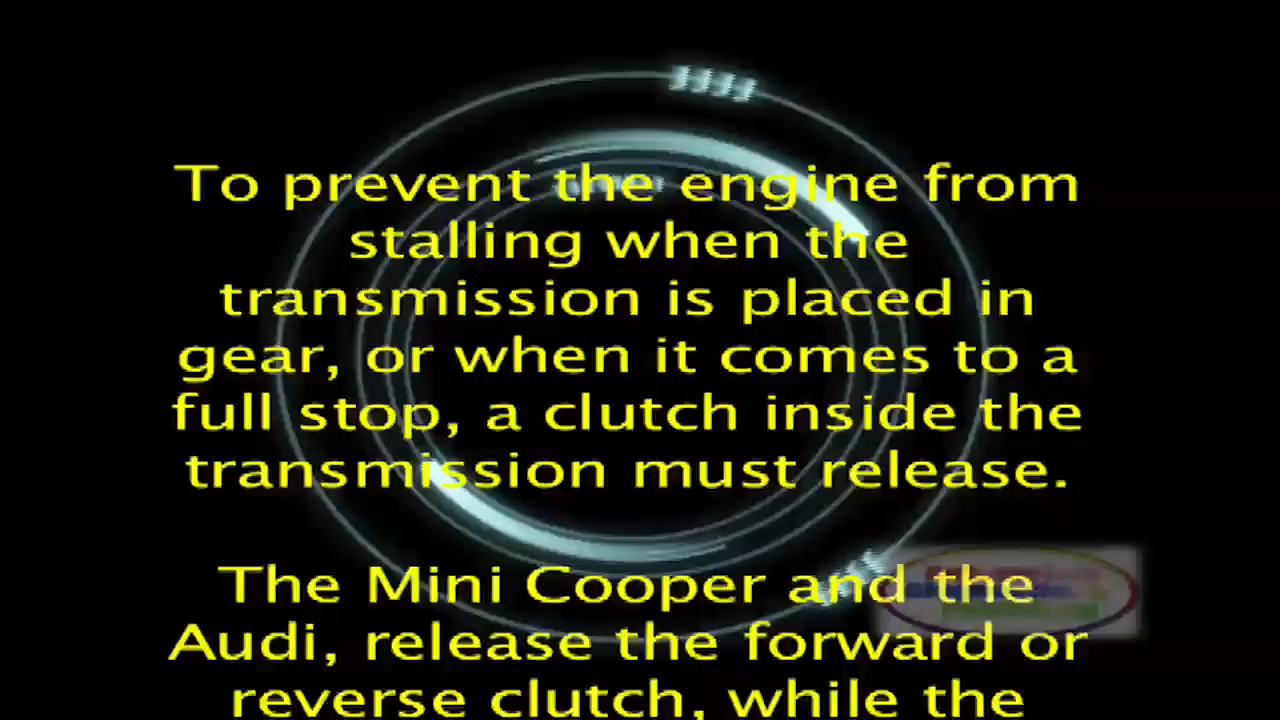 To prevent the engine from
stalling when the
transmission is placed in
gear, or when it comes to a
full stop, a clutch inside the
transmission must release.
The Mini Cooper and the
Audi, release the forward or
reverse clutch, while the